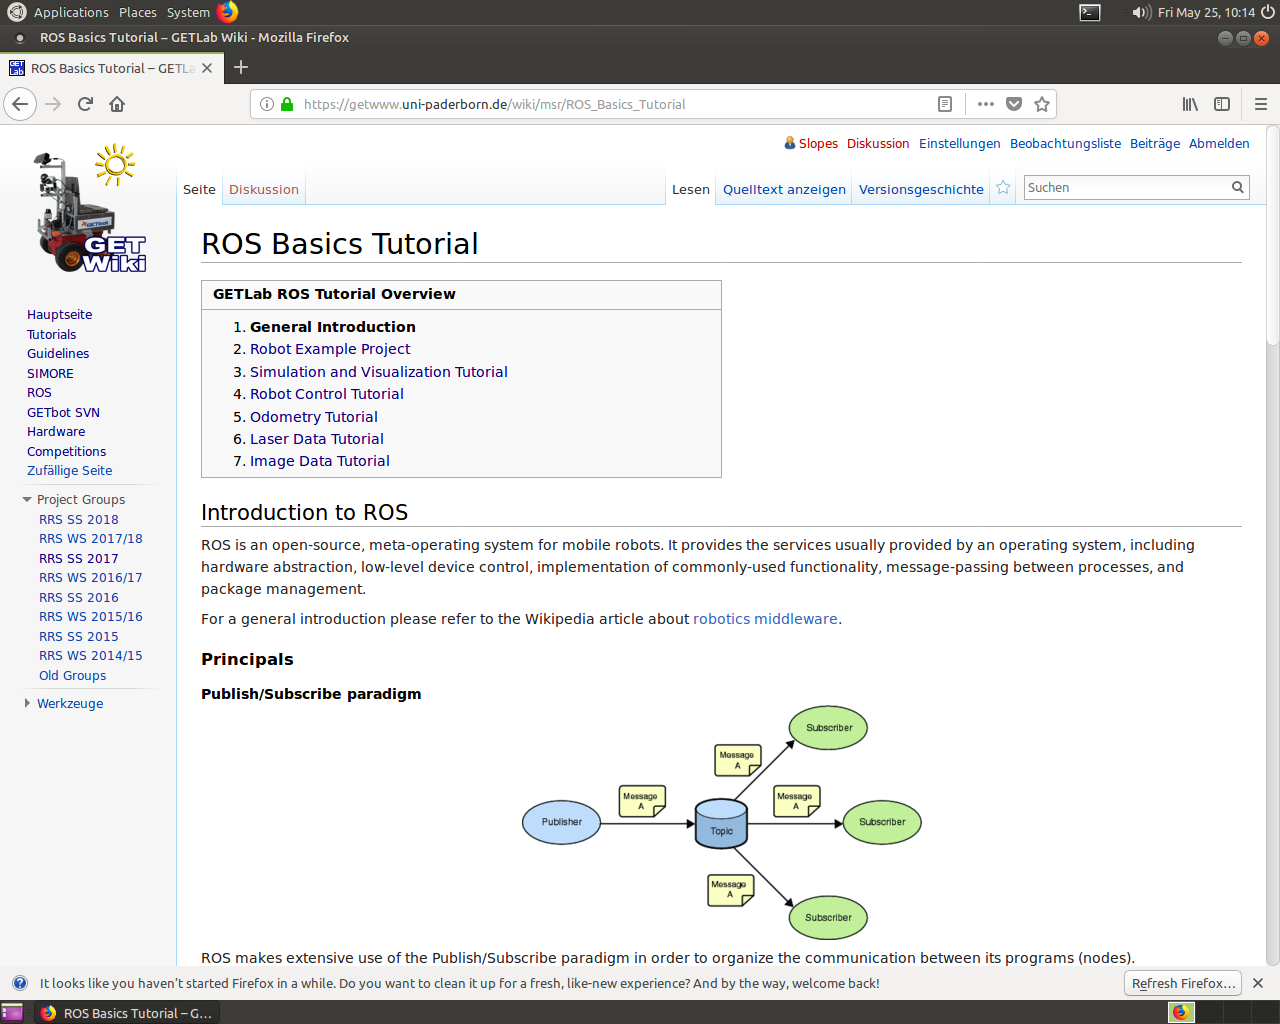 Applications Places System
Fri May 25, 10:14
ROS Basics Tutorial – GETLab Wiki - Mozilla Firefox
GET Lab
ROS Basics Tutorial – GETLa
https://getwww.uni-paderborn.de/wiki/msr/ROS_Basics_Tutorial
Slopes Diskussion Einstellungen Beobachtungsliste Beiträge Abmelden
Seite Diskussion
Lesen Quelltext anzeigen Versionsgeschichte
Suchen
GET
Wiki
Hauptseite
Tutorials
Guidelines
SIMORE
ROS
GETbot SVN
Hardware
Competitions
Zufällige Seite
Project Groups
RRS SS 2018
RRS WS 2017/18
RRS SS 2017
RRS WS 2016/17
RRS SS 2016
RRS WS 2015/16
RRS SS 2015
RRS WS 2014/15
Old Groups
Werkzeuge
ROS Basics Tutorial
GETLab ROS Tutorial Overview
1. General Introduction
2. Robot Example Project
3. Simulation and Visualization Tutorial
4. Robot Control Tutorial
5. Odometry Tutorial
6. Laser Data Tutorial
7. Image Data Tutorial
Introduction to ROS
ROS is an open-source, meta-operating system for mobile robots. It provides the services usually provided by an operating system, including
hardware abstraction, low-level device control, implementation of commonly-used functionality, message-passing between processes, and
package management.
For a general introduction please refer to the Wikipedia article about robotics middleware.
Principals
Publish/Subscribe paradigm
Subscriber
Message
A
Message
A
Message
A
Publisher
Topic
Subscriber
Message
A
Subscriber
ROS makes extensive use of the Publish/Subscribe paradigm in order to organize the communication between its programs (nodes).
It looks like you haven’t started Firefox in a while. Do you want to clean it up for a fresh, like-new experience? And by the way, welcome back!
Refresh Firefox…
ROS Basics Tutorial – G…